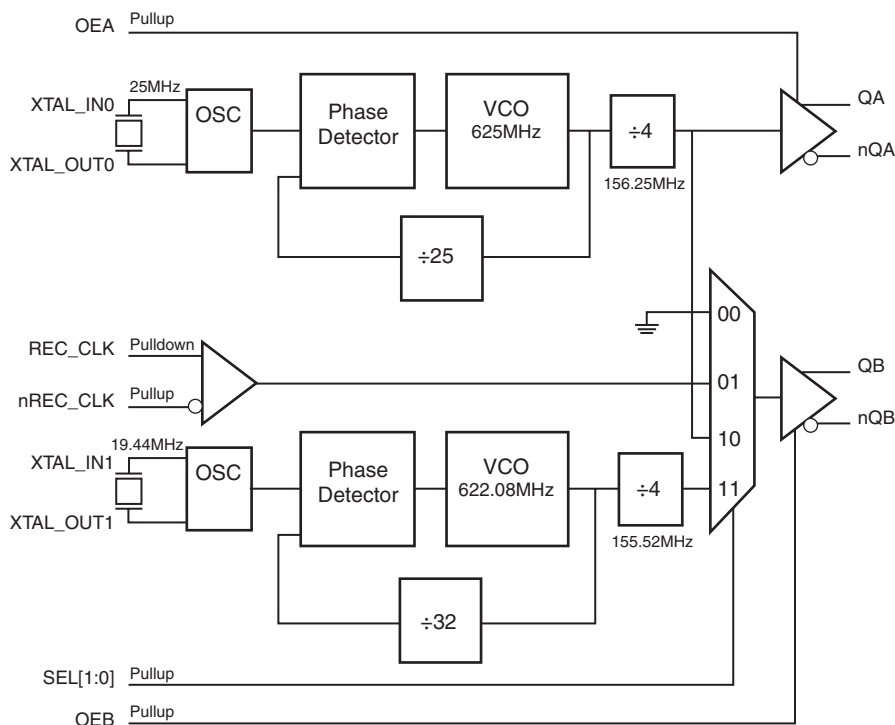 OEA Pullup
XTAL_IN0
25MHz
OSC
XTAL_OUT0
Phase
Detector
VCO
625MHz
÷4
156.25MHz
÷25
QA
nQA
00
REC_CLK Pulldown
01
nREC_CLK Pullup
10
11
QB
nQB
XTAL_IN1
19.44MHz
OSC
XTAL_OUT1
Phase
Detector
VCO
622.08MHz
÷4
155.52MHz
÷32
SEL[1:0] Pullup
OEB Pullup